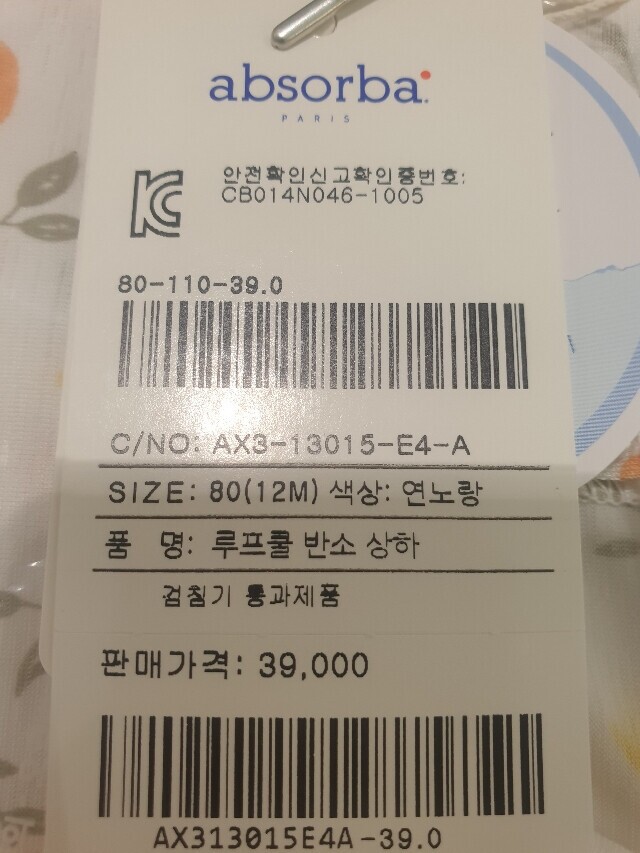 absorba
PARIS
안전확인신고확인증번호:
CB014N046-1005
80-110-39.0
C/NO: AX3-13015-E4-A
SIZE: 80(12M) 색상: 연노랑
품 명: 루프쿨 반소 상하
검침기 통과제품
판매가격: 39,000
AX313015E4A-39.0